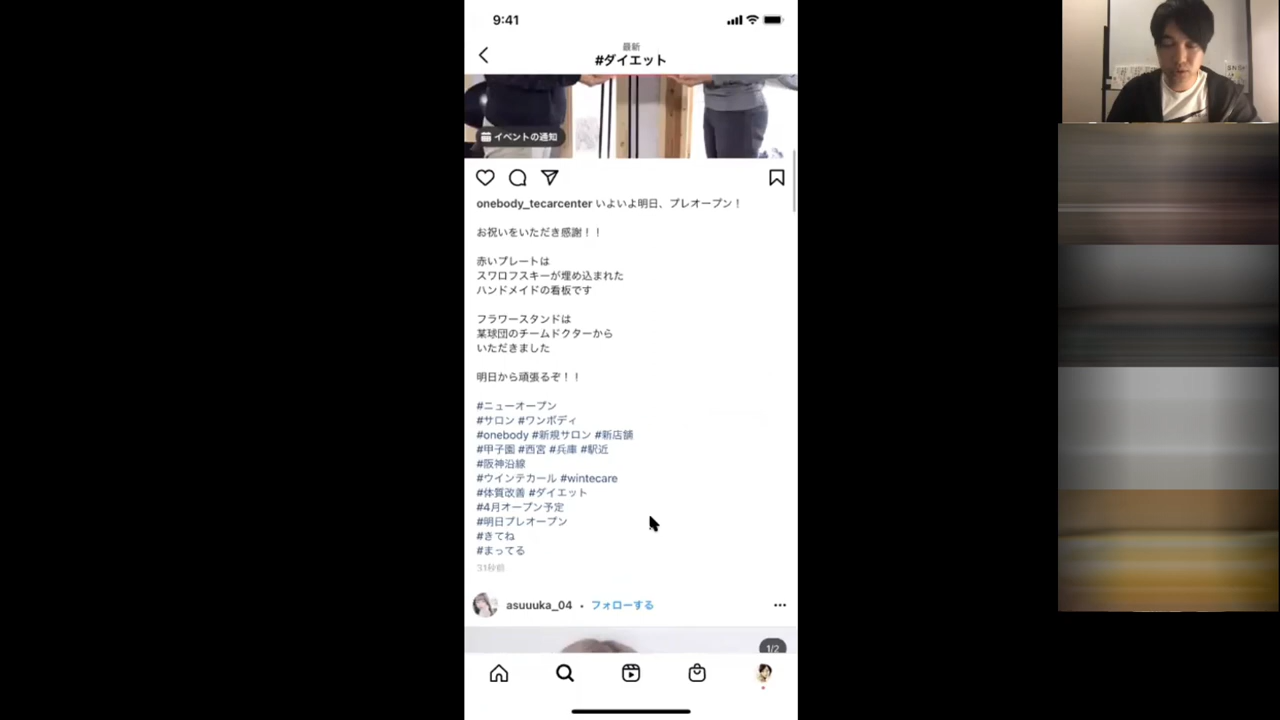 9:41
最新
#ダイエット
イベントの通知
onebody_tecarcenter いよいよ明日、プレオープン！
お祝いをいただき感謝！！
赤いプレートは
スワロフスキーが埋め込まれた
ハンドメイドの看板です
フラワースタンドは
某球団のチームドクターから
いただきました
明日から頑張るぞ！！
#ニューオープン
#サロン #ワンボディ
#onebody #新規サロン #新店舗
#甲子園 #西宮 #兵庫 #駅近
#阪神沿線
#ウインテカール #wintecare
#体質改善 #ダイエット
#4月オープン予定
#明日プレオープン
#きてね
#まってる
31秒前
asuuuka_04 • フォローする
1/2